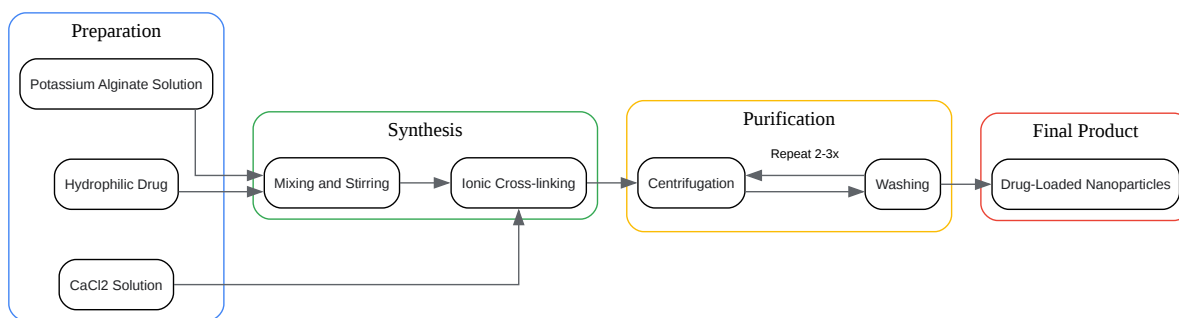 Preparation
Potassium Alginate Solution
Hydrophilic Drug
CaCl2 Solution
Synthesis
Mixing and Stirring
Ionic Cross-linking
Purification
Repeat 2-3x
Centrifugation
Washing
Final Product
Drug-Loaded Nanoparticles